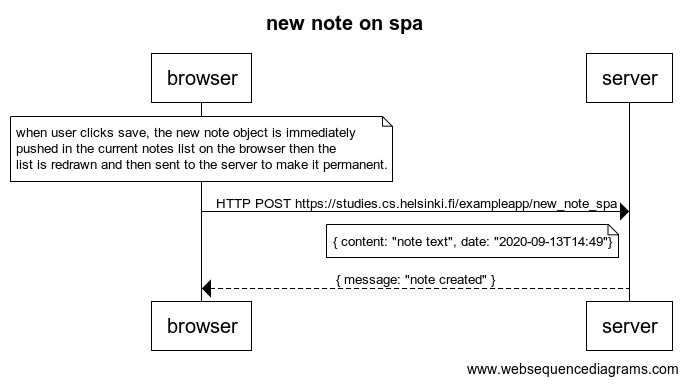 new note on spa
browser
server
when user clicks save, the new note object is immediately
pushed in the current notes list on the browser then the
list is redrawn and then sent to the server to make it permanent.
HTTP POST https://studies.cs.helsinki.fi/exampleapp/new_note_spa
{ content: "note text", date: "2020-09-13T14:49"}
{ message: "note created" }
browser
server
www.websequencediagrams.com